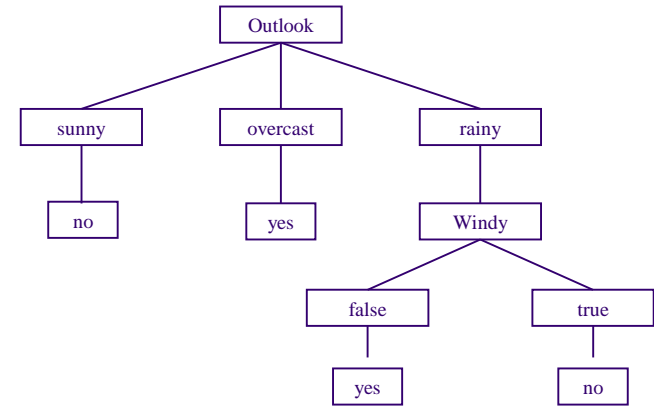 Outlook
sunny overcast rainy
no yes Windy
false true
yes no